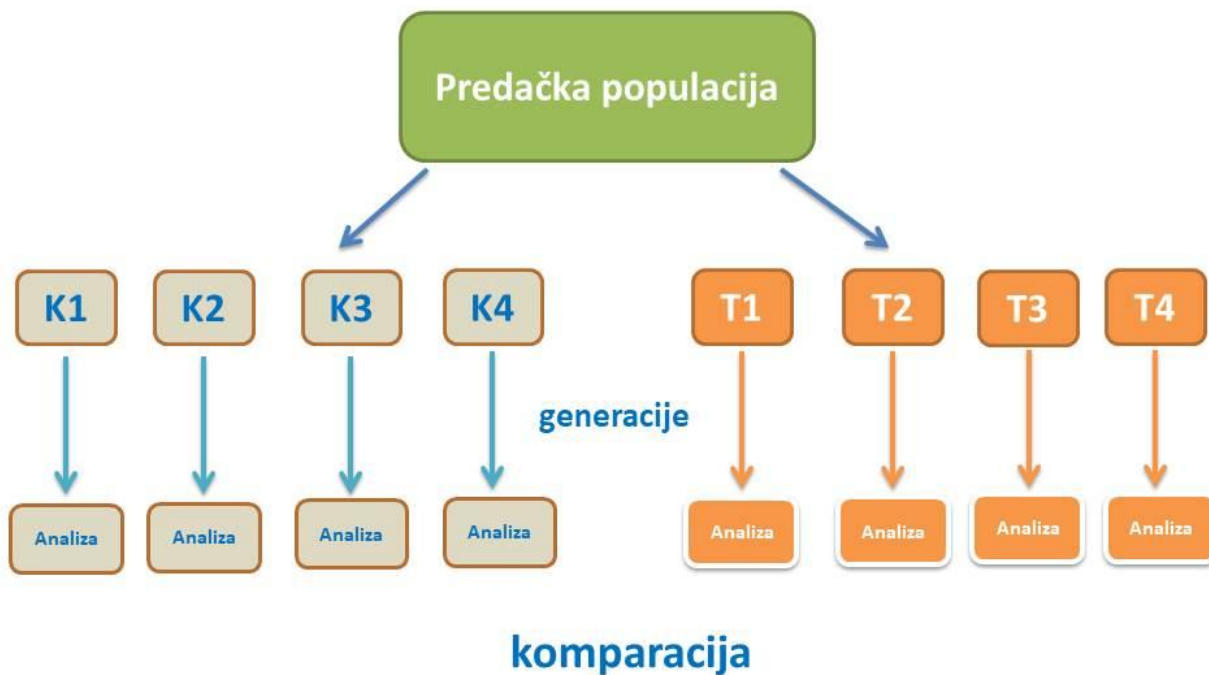 Predačka populacija
K1 K2 K3 K4 T1 T2 T3 T4
generacije
Analiza Analiza Analiza Analiza Analiza Analiza Analiza Analiza
komparacija